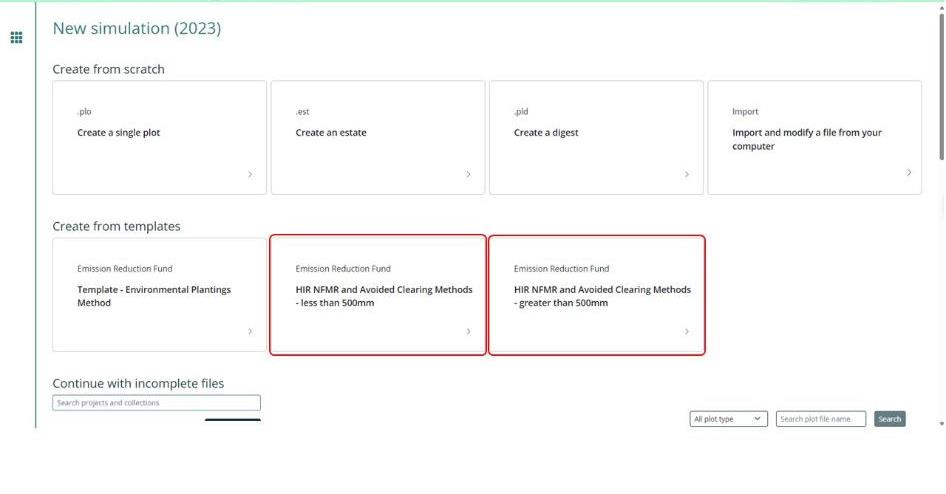 New simulation (2023)
Create from scratch
.plo
Create a single plot
.est
Create an estate
.pld
Create a digest
Import
Import and modify a file from your
computer
Create from templates
Emission Reduction Fund
Template - Environmental Plantings
Method
Emission Reduction Fund
HIR NFMR and Avoided Clearing Methods
- less than 500mm
Emission Reduction Fund
HIR NFMR and Avoided Clearing Methods
- greater than 500mm
Continue with incomplete files
Search projects and collections
All plot type
Search plot file name
Search